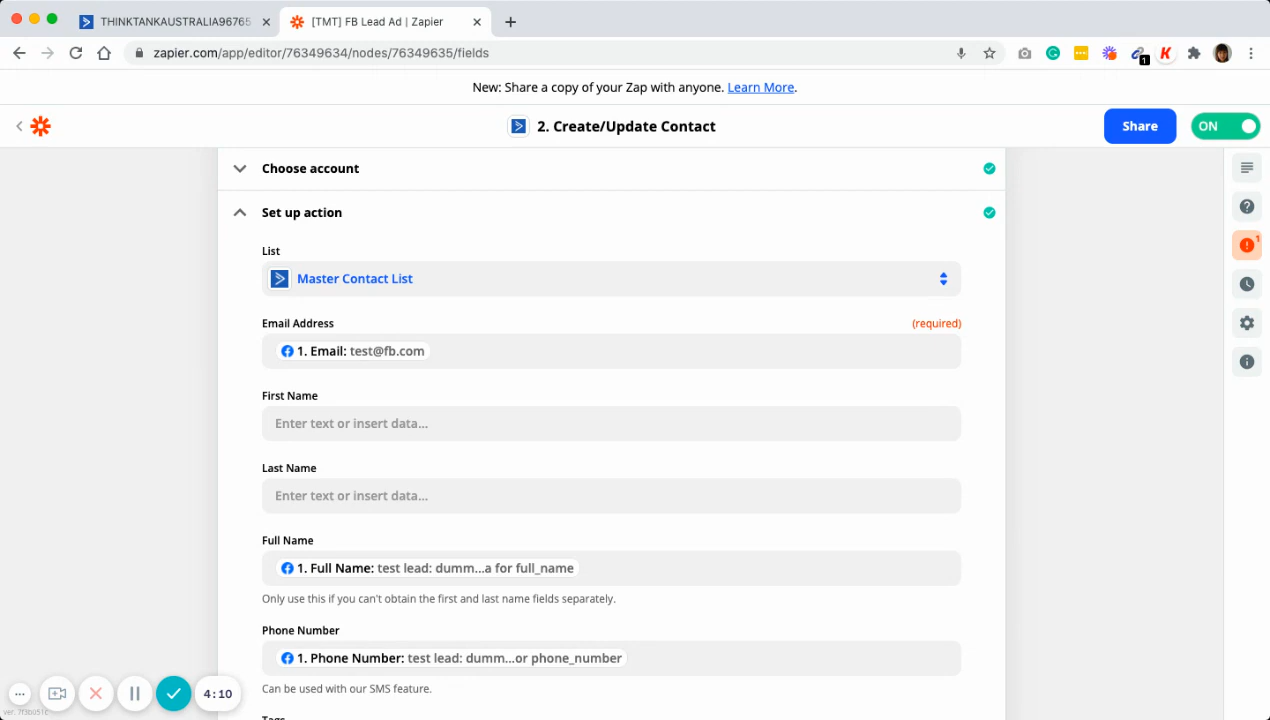 THINKTANKAUSTRALIA96765
[TMT] FB Lead Ad | Zapier
zapier.com/app/editor/76349634/nodes/76349635/fields
1
K
New: Share a copy of your Zap with anyone. Learn More.
2. Create/Update Contact
Share
ON
Choose account
Set up action
1
List
Master Contact List
Email Address
(required)
1. Email: test@fb.com
First Name
Enter text or insert data...
Last Name
Enter text or insert data...
Full Name
1. Full Name: test lead: dumm...a for full_name
Only use this if you can't obtain the first and last name fields separately.
Phone Number
1. Phone Number: test lead: dumm...or phone_number
Can be used with our SMS feature.
4:10
ver: 7f3b051c
Tags